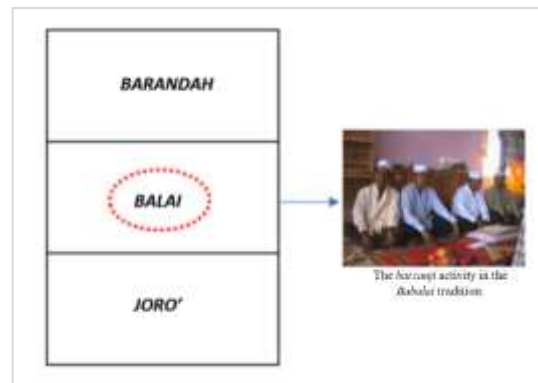 BARANDAH
BALAI
The barzanji activity in the
Babalai tradition
JORO'